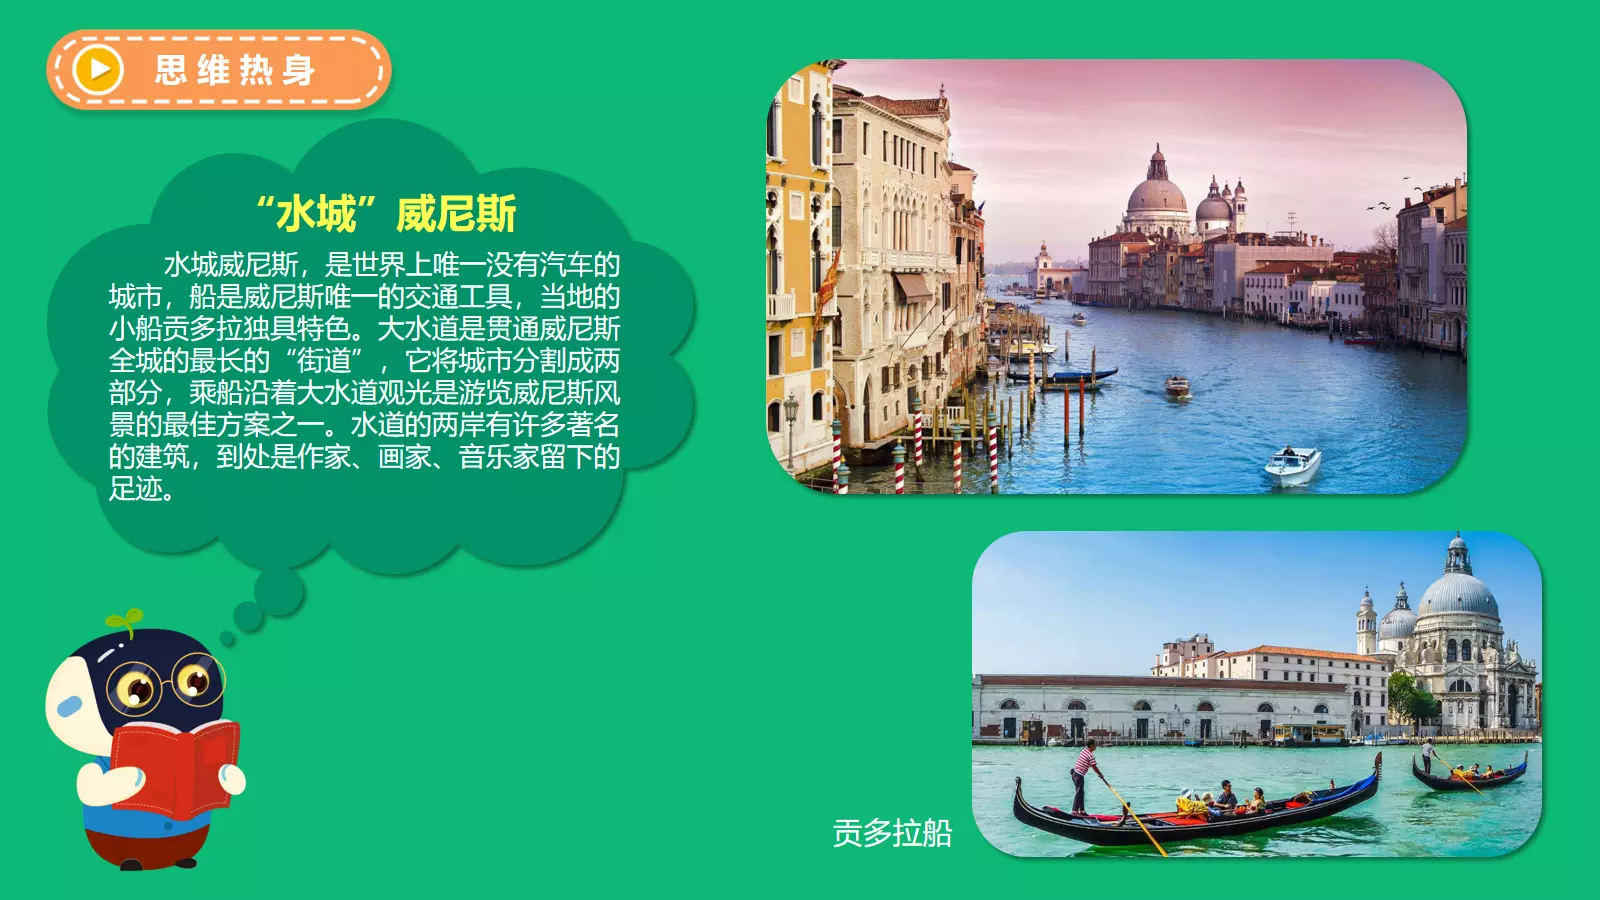 思维热身
“水城”威尼斯
水城威尼斯，是世界上唯一没有汽车的
城市，船是威尼斯唯一的交通工具，当地的
小船贡多拉独具特色。大水道是贯通威尼斯
全城的最长的“街道”，它将城市分割成两
部分，乘船沿着大水道观光是游览威尼斯风
景的最佳方案之一。水道的两岸有许多著名
的建筑，到处是作家、画家、音乐家留下的
足迹。
贡多拉船